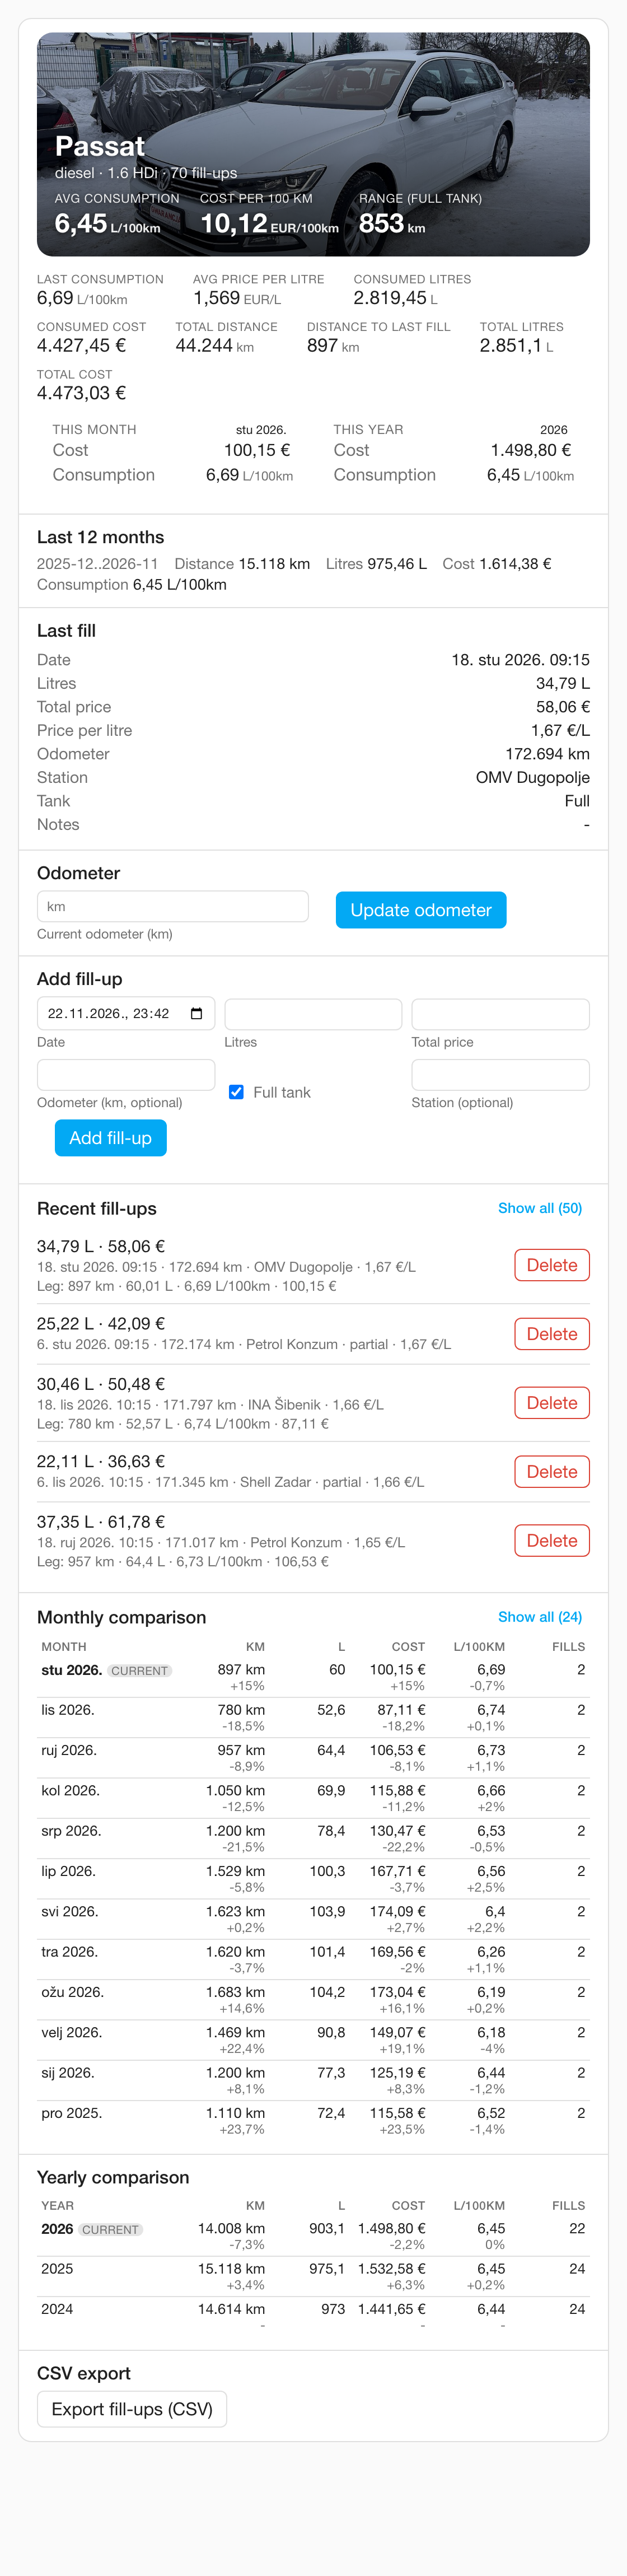 Passat
diesel · 1.6 HDi · 70 fill-ups
AVG CONSUMPTION COST PER 100 KM RANGE (FULL TANK)
6,45 L/100km 10,12 EUR/100km 853 km
LAST CONSUMPTION AVG PRICE PER LITRE CONSUMED LITRES
6,69 L/100km 1,569 EUR/L 2.819,45 L
CONSUMED COST TOTAL DISTANCE DISTANCE TO LAST FILL TOTAL LITRES
4.427,45 € 44.244 km 897 km 2.851,1 L
TOTAL COST
4.473,03 €
THIS MONTH stu 2026. THIS YEAR 2026
Cost 100,15 € Cost 1.498,80 €
Consumption 6,69 L/100km Consumption 6,45 L/100km
Last 12 months
2025-12..2026-11 Distance 15.118 km Litres 975,46 L Cost 1.614,38 €
Consumption 6,45 L/100km
Last fill
Date 18. stu 2026. 09:15
Litres 34,79 L
Total price 58,06 €
Price per litre 1,67 €/L
Odometer 172.694 km
Station OMV Dugopolje
Tank Full
Notes -
Odometer
km Update odometer
Current odometer (km)
Add fill-up
22.11.2026., 23:42
Date Litres Total price
Full tank
Odometer (km, optional) Station (optional)
Add fill-up
Recent fill-ups Show all (50)
34,79 L · 58,06 €
18. stu 2026. 09:15 · 172.694 km · OMV Dugopolje · 1,67 €/L Delete
Leg: 897 km · 60,01 L · 6,69 L/100km · 100,15 €
25,22 L · 42,09 € Delete
6. stu 2026. 09:15 · 172.174 km · Petrol Konzum · partial · 1,67 €/L
30,46 L · 50,48 €
18. lis 2026. 10:15 · 171.797 km · INA Šibenik · 1,66 €/L Delete
Leg: 780 km · 52,57 L · 6,74 L/100km · 87,11 €
22,11 L · 36,63 € Delete
6. lis 2026. 10:15 · 171.345 km · Shell Zadar · partial · 1,66 €/L
37,35 L · 61,78 €
18. ruj 2026. 10:15 · 171.017 km · Petrol Konzum · 1,65 €/L Delete
Leg: 957 km · 64,4 L · 6,73 L/100km · 106,53 €
Monthly comparison Show all (24)
MONTH KM L COST L/100KM FILLS
stu 2026. CURRENT 897 km 60 100,15 € 6,69 2
+15% +15% -0,7%
lis 2026. 780 km 52,6 87,11 € 6,74 2
-18,5% -18,2% +0,1%
ruj 2026. 957 km 64,4 106,53 € 6,73 2
-8,9% -8,1% +1,1%
kol 2026. 1.050 km 69,9 115,88 € 6,66 2
-12,5% -11,2% +2%
srp 2026. 1.200 km 78,4 130,47 € 6,53 2
-21,5% -22,2% -0,5%
lip 2026. 1.529 km 100,3 167,71 € 6,56 2
-5,8% -3,7% +2,5%
svi 2026. 1.623 km 103,9 174,09 € 6,4 2
+0,2% +2,7% +2,2%
tra 2026. 1.620 km 101,4 169,56 € 6,26 2
-3,7% -2% +1,1%
ožu 2026. 1.683 km 104,2 173,04 € 6,19 2
+14,6% +16,1% +0,2%
velj 2026. 1.469 km 90,8 149,07 € 6,18 2
+22,4% +19,1% -4%
sij 2026. 1.200 km 77,3 125,19 € 6,44 2
+8,1% +8,3% -1,2%
pro 2025. 1.110 km 72,4 115,58 € 6,52 2
+23,7% +23,5% -1,4%
Yearly comparison
YEAR KM L COST L/100KM FILLS
2026 CURRENT 14.008 km 903,1 1.498,80 € 6,45 22
-7,3% -2,2% 0%
2025 15.118 km 975,1 1.532,58 € 6,45 24
+3,4% +6,3% +0,2%
2024 14.614 km 973 1.441,65 € 6,44 24
- - -
CSV export
Export fill-ups (CSV)